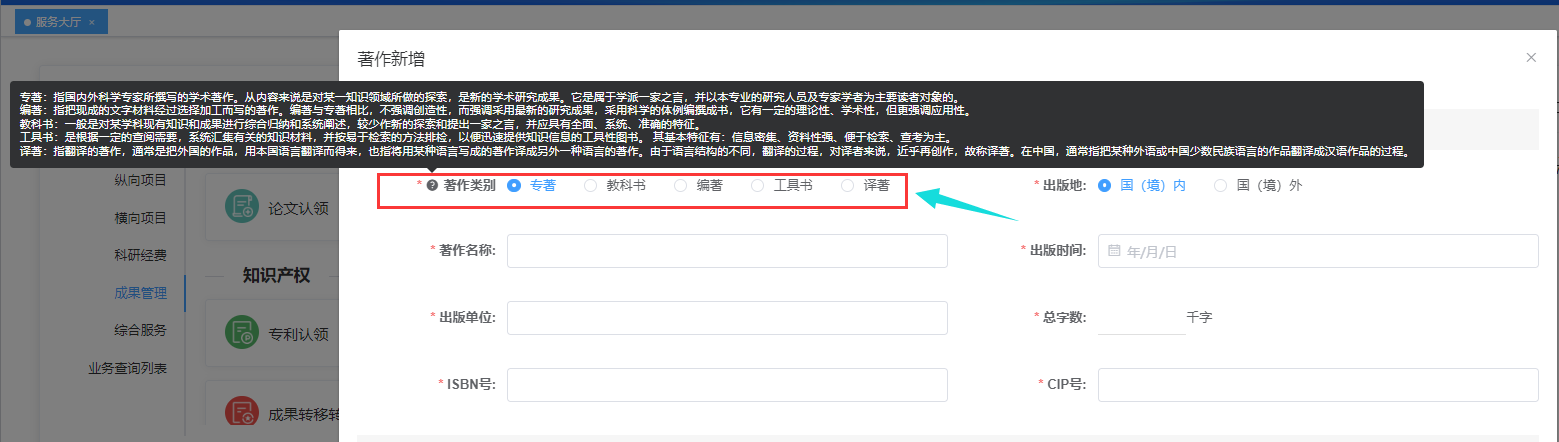 服务大厅 ×
著作新增
×
专著：指国内外科学专家所撰写的学术著作。从内容来说是对某一知识领域所做的探索，是新的学术研究成果。它是属于学派一家之言，并以本专业的研究人员及专家学者为主要读者对象的。
编著：指把现成的文字材料经过选择加工而写的著作。编著与专著相比，不强调创造性，而强调采用最新的研究成果，采用科学的体例编撰成书，它有一定的理论性、学术性，但更强调应用性。
教科书：一般是对某学科现有知识和成果进行综合归纳和系统阐述，较少作新的探索和提出一家之言，并应具有全面、系统、准确的特征。
工具书：是根据一定的查阅需要，系统汇集有关的知识材料，并按易于检索的方法排检，以便迅速提供知识信息的工具性图书。 其基本特征有：信息密集、资料性强、便于检索、查考为主。
译著：指翻译的著作，通常是把外国的作品，用本国语言翻译而得来，也指将用某种语言写成的著作译成另外一种语言的著作。由于语言结构的不同，翻译的过程，对译者来说，近乎再创作，故称译著。在中国，通常指把某种外语或中国少数民族语言的作品翻译成汉语作品的过程。
纵向项目
横向项目
科研经费
成果管理
综合服务
业务查询列表
论文认领
知识产权
专利认领
成果转移转
* ? 著作类别 专著 教科书 编著 工具书 译著
* 出版地: 国（境）内 国（境）外
* 著作名称:
* 出版时间: 年/月/日
* 出版单位:
* 总字数: 千字
* ISBN号:
* CIP号: